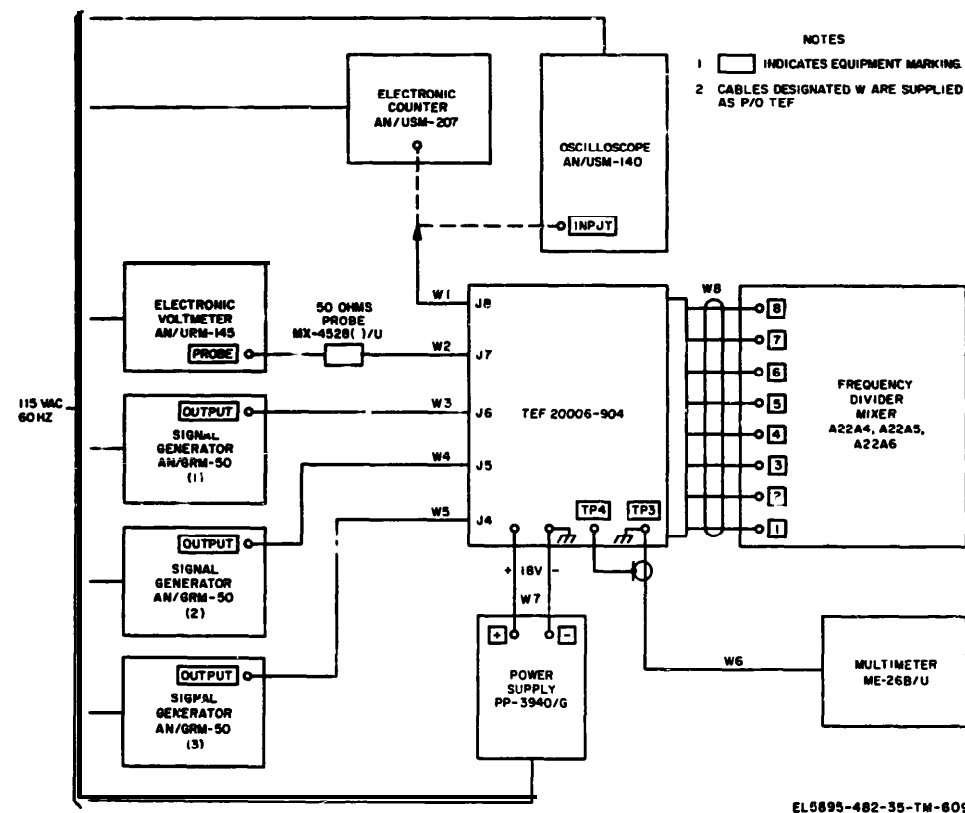 NOTES
1 INDICATES EQUIPMENT MARKING.
2 CABLES DESIGNATED W ARE SUPPLIED
AS P/O TEF
ELECTRONIC
COUNTER
AN/USM-207
OSCILLOSCOPE
AN/USM-140
INPUT
115 VAC
60 HZ
ELECTRONIC
VOLTMETER
AN/URM-145
PROBE
50 OHMS
PROBE
MX-4528( )/U
W1
J8
W2
J7
W3
J6
W4
J5
W5
J4
TEF 20006-904
TP4
TP3
W8
8
7
6
5
4
3
?
1
FREQUENCY
DIVIDER
MIXER
A22A4, A22A5,
A22A6
OUTPUT
SIGNAL
GENERATOR
AN/GRM-50
(1)
OUTPUT
SIGNAL
GENERATOR
AN/GRM-50
(2)
OUTPUT
SIGNAL
GENERATOR
AN/GRM-50
(3)
+ 18V -
W7
+ -
POWER
SUPPLY
PP-3940/G
W6
MULTIMETER
ME-26B/U
EL5895-482-35-TM-609